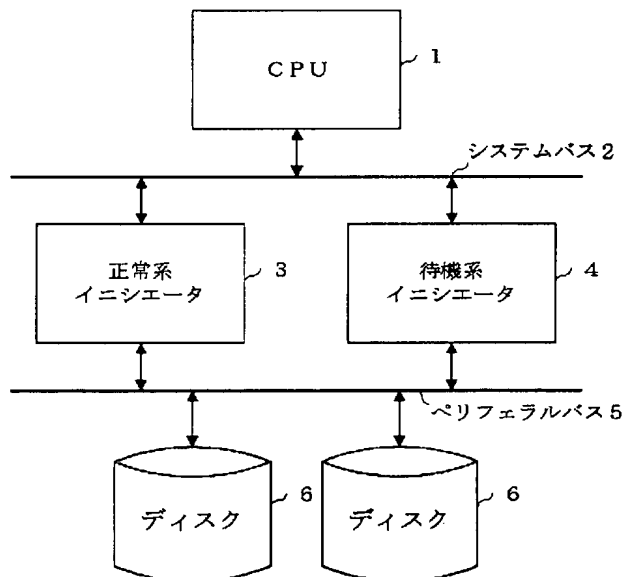 CPU
1
システムバス2
正常系
イニシエータ
3
待機系
イニシエータ
4
ペリフェラルバス5
ディスク
6
ディスク
6